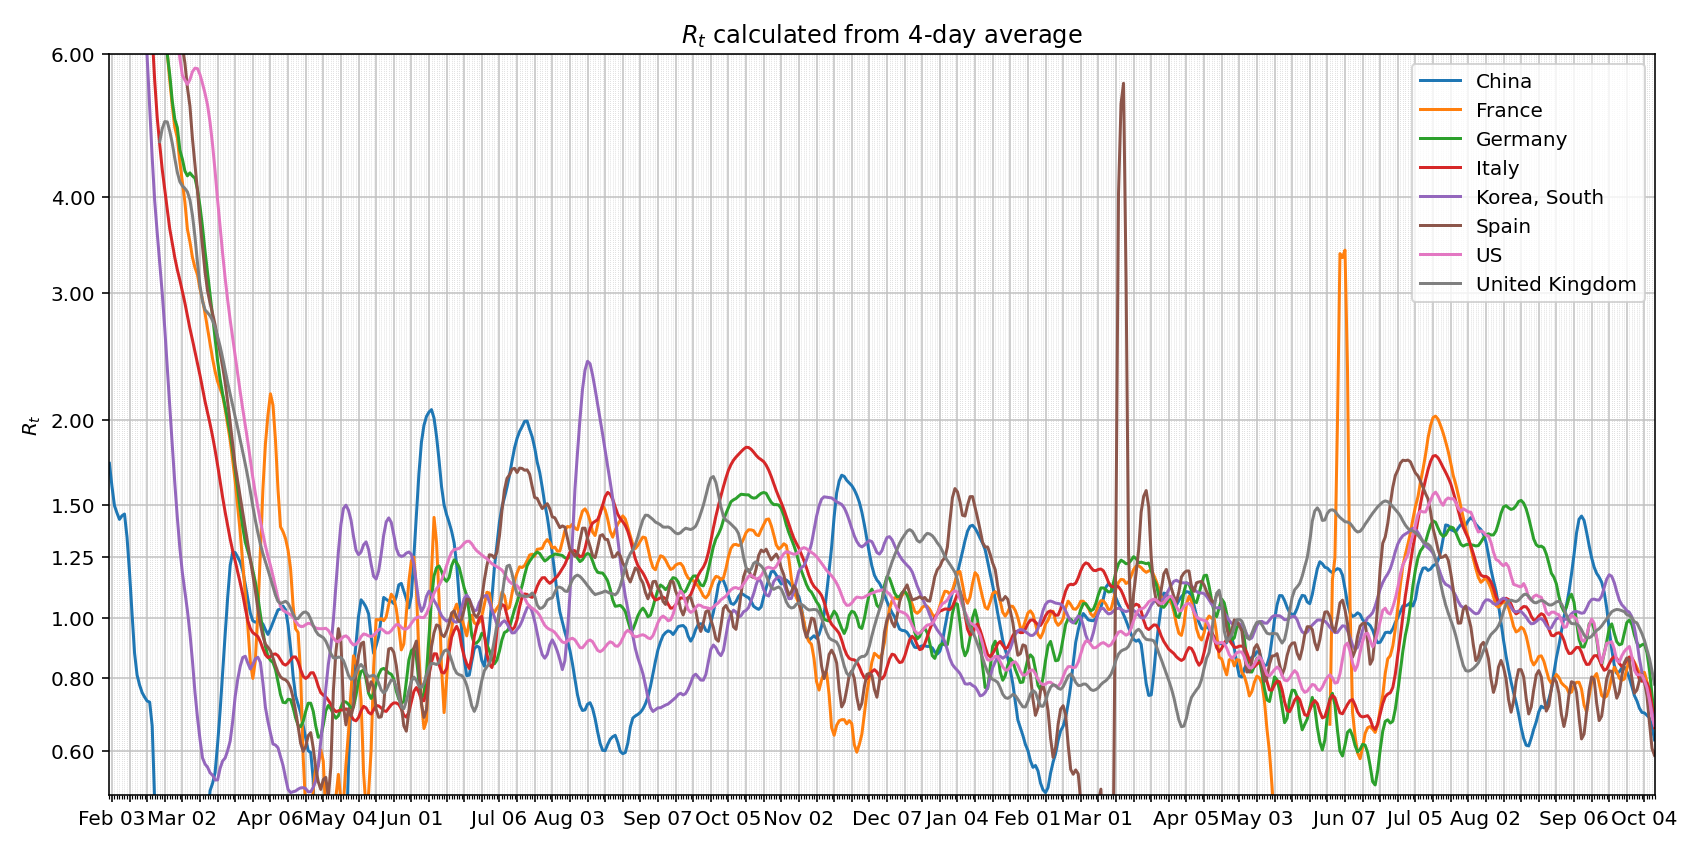 Rt calculated from 4-day average
6.00
4.00
3.00
2.00
1.50
1.25
1.00
0.80
0.60
Rt
China
France
Germany
Italy
Korea, South
Spain
US
United Kingdom
Feb 03 Mar 02 Apr 06 May 04 Jun 01 Jul 06 Aug 03 Sep 07 Oct 05 Nov 02 Dec 07 Jan 04 Feb 01 Mar 01 Apr 05 May 03 Jun 07 Jul 05 Aug 02 Sep 06 Oct 04